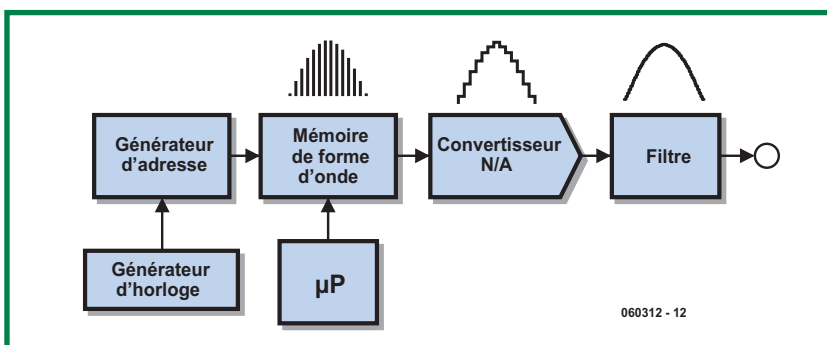 Générateur
d'adresse
Mémoire
de forme
d'onde
Convertisseur
N/A
Filtre
Générateur
d'horloge
µP
060312 - 12